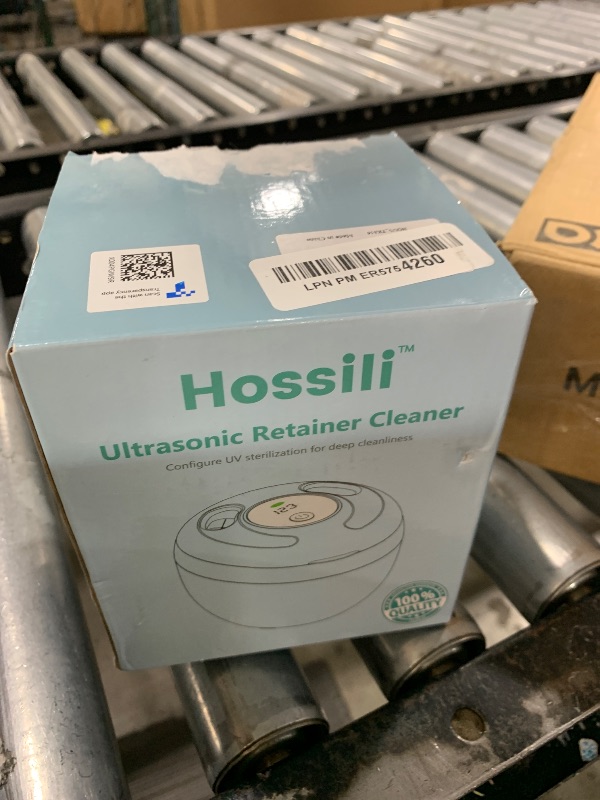 Made in China
LPN PM ER5754260
Scan with the
Transparency app
Hossili™
Ultrasonic Retainer Cleaner
Configure UV sterilization for deep cleanliness
123
100%
QUALITY
M